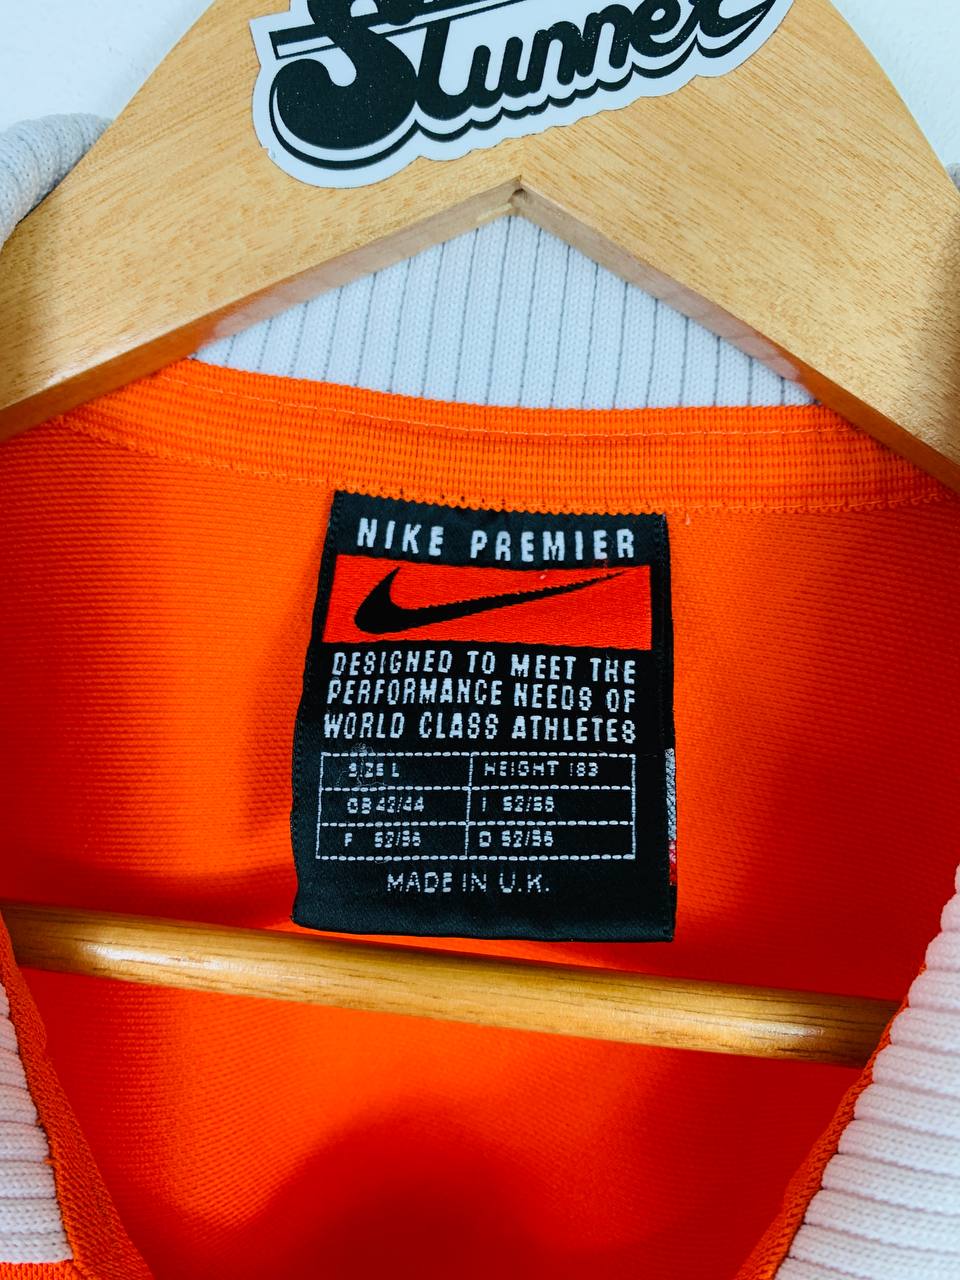 Stunner
NIKE PREMIER
DESIGNED TO MEET THE
PERFORMANCE NEEDS OF
WORLD CLASS ATHLETES
SIZE L HEIGHT 183
GB 42/44 I 52/56
F 52/56 D 52/56
MADE IN U.K.